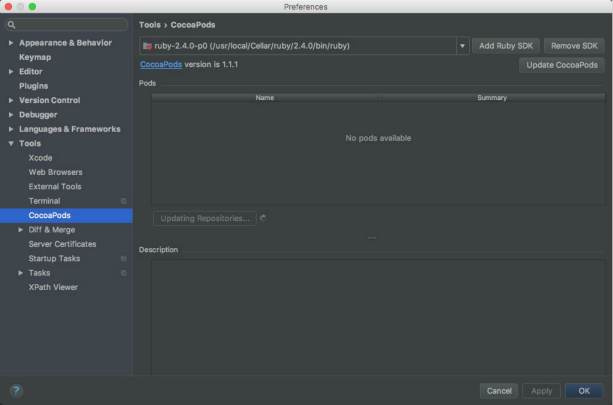 Preferences
Tools › CocoaPods
Appearance & Behavior
Keymap
Editor
Plugins
Version Control
Debugger
Languages & Frameworks
Tools
Xcode
Web Browsers
External Tools
Terminal
CocoaPods
Diff & Merge
Server Certificates
Startup Tasks
Tasks
XPath Viewer
ruby-2.4.0-p0 (/usr/local/Cellar/ruby/2.4.0/bin/ruby)
Add Ruby SDK
Remove SDK
CocoaPods version is 1.1.1
Update CocoaPods
Pods
Name Summary
No pods available
Updating Repositories...
Description
?
Cancel
Apply
OK